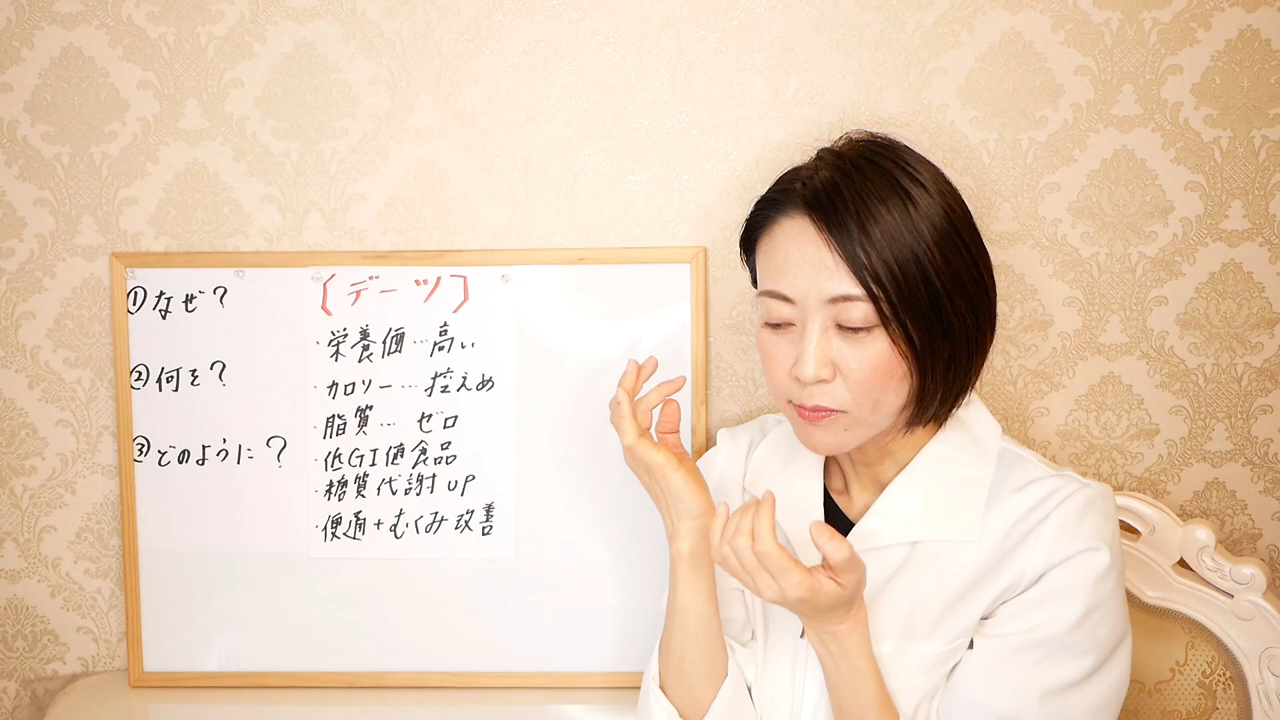 ①なぜ?
②何を?
③どのように?
〔デーツ〕
・栄養価…高い
・カロリー…控えめ
・脂質…ゼロ
・低GI値食品
・糖質代謝UP
・便通+むくみ改善